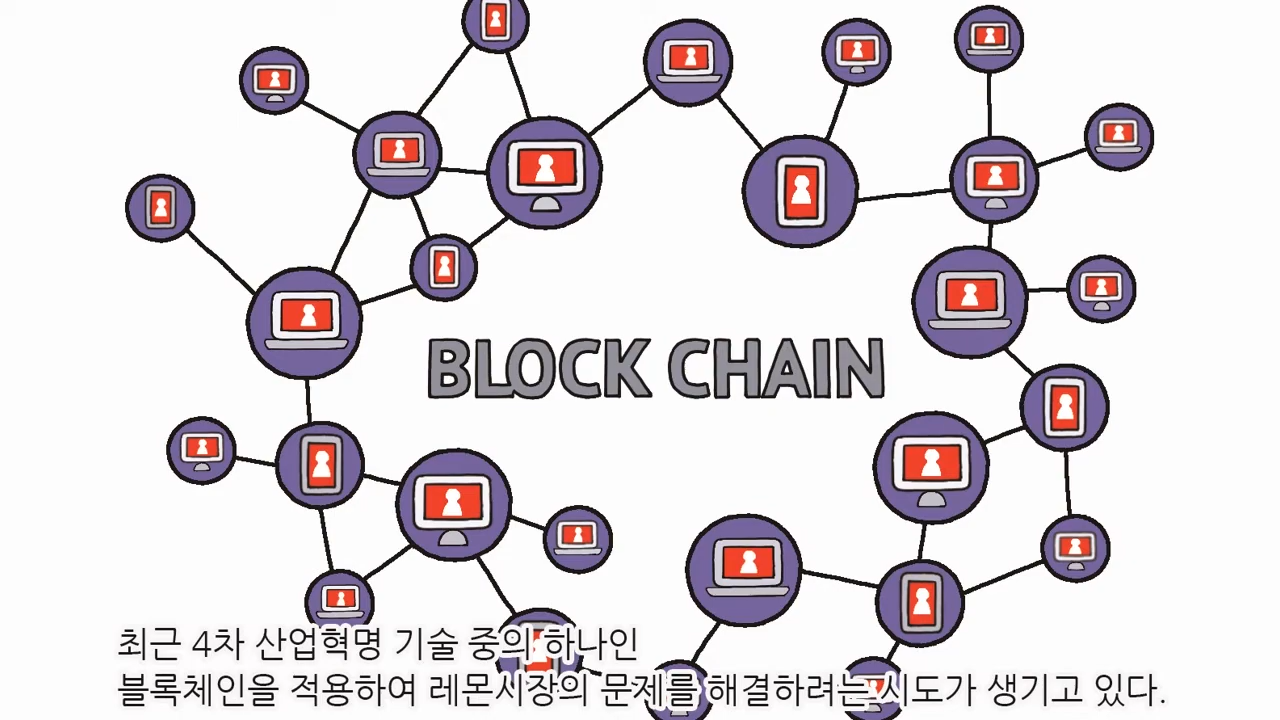 BLOCK CHAIN
최근 4차 산업혁명 기술 중의 하나인
블록체인을 적용하여 레몬시장의 문제를 해결하려는 시도가 생기고 있다.